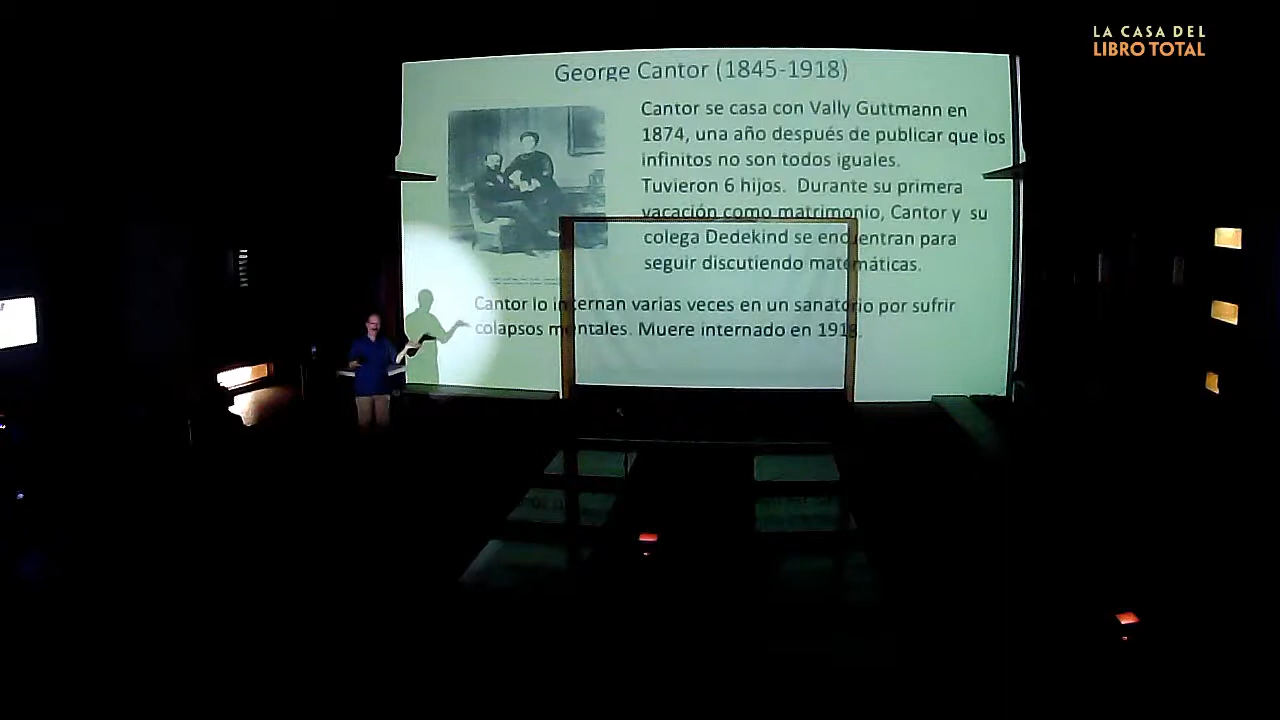 LA CASA DEL
LIBRO TOTAL
George Cantor (1845-1918)
Cantor se casa con Vally Guttmann en
1874, una año después de publicar que los
infinitos no son todos iguales.
Tuvieron 6 hijos. Durante su primera
vacación como matrimonio, Cantor y su
colega Dedekind se encuentran para
seguir discutiendo matemáticas.
Cantor lo internan varias veces en un sanatorio por sufrir
colapsos mentales. Muere internado en 1918.